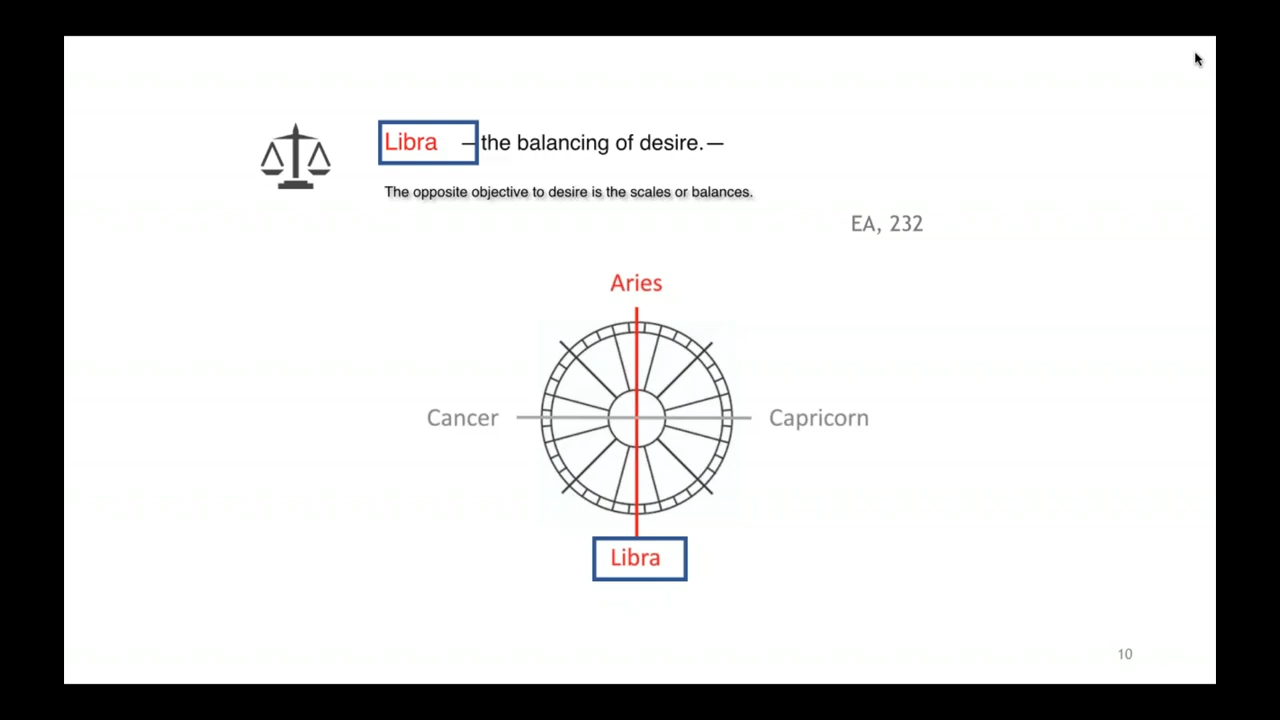 Libra — the balancing of desire.—
The opposite objective to desire is the scales or balances.
EA, 232
Aries
Cancer
Capricorn
Libra
10